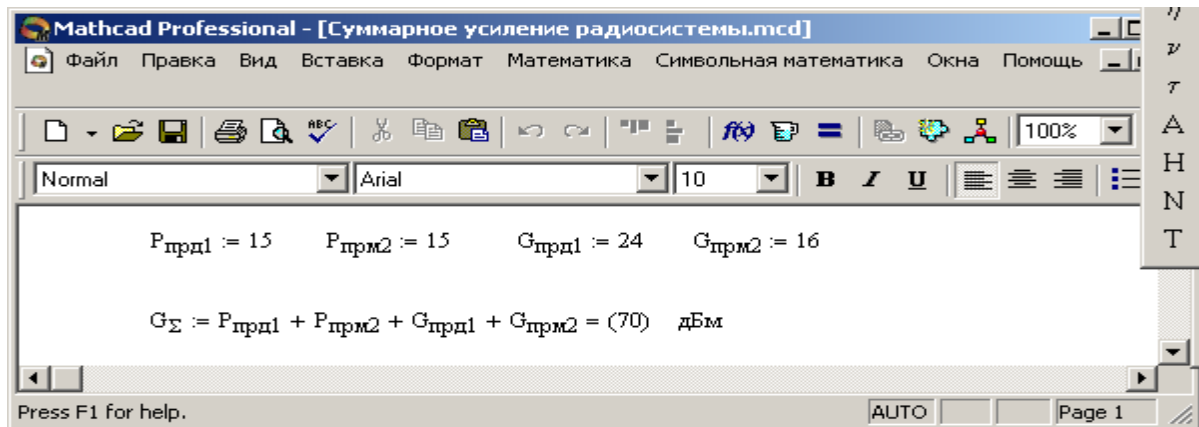 Mathcad Professional - [Суммарное усиление радиосистемы.mcd]
Файл Правка Вид Вставка Формат Математика Символьная математика Окна Помощь
100%
Normal Arial 10 B I U
Pпрд1 := 15 Pпрм2 := 15 Gпрд1 := 24 Gпрм2 := 16
GΣ := Pпрд1 + Pпрм2 + Gпрд1 + Gпрм2 = (70) дБм
Press F1 for help. AUTO Page 1
η
ν
τ
Α
Η
Ν
Τ